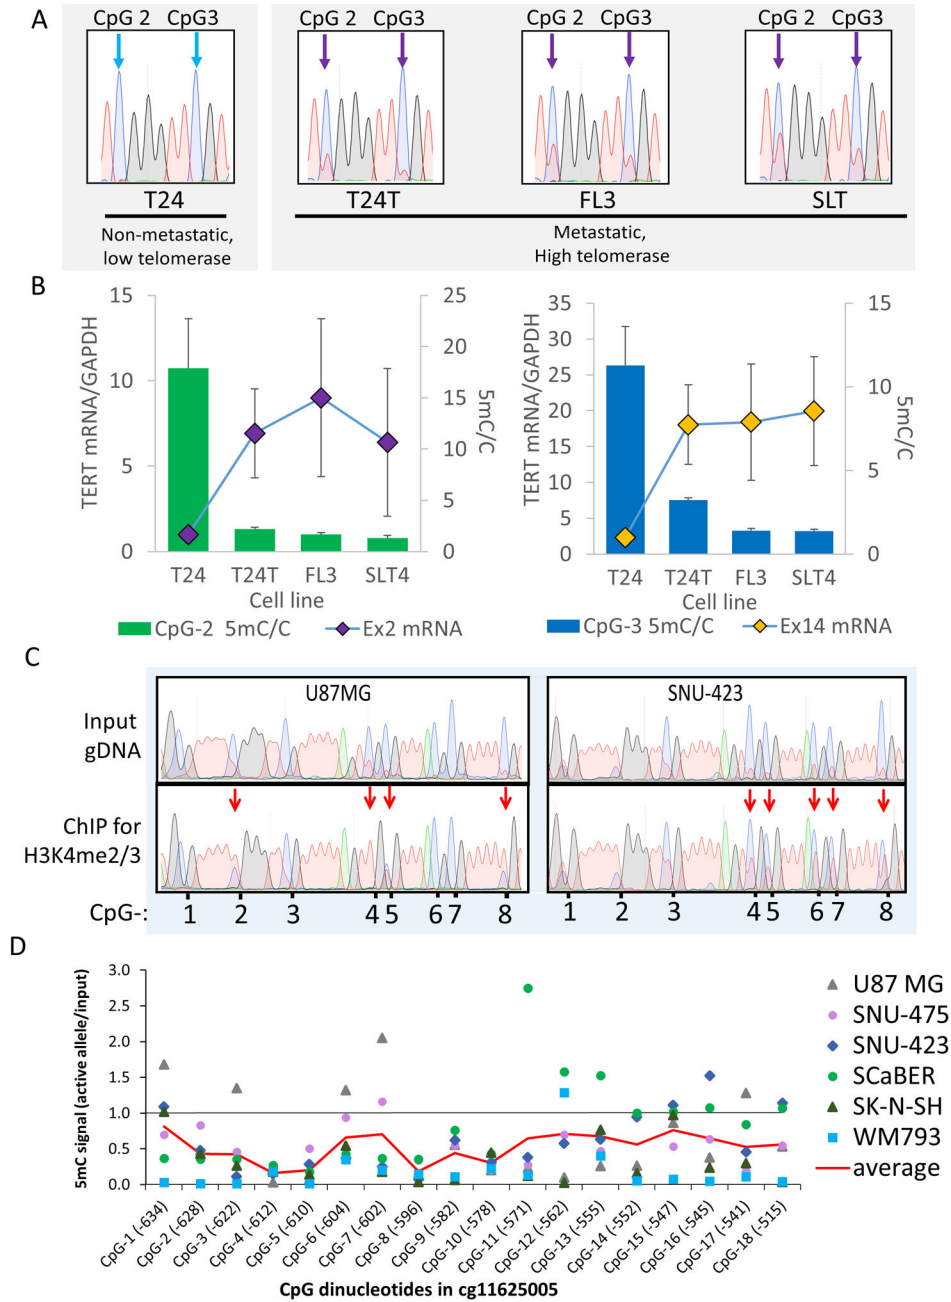 A
CpG 2 CpG3 CpG 2 CpG3 CpG 2 CpG3 CpG 2 CpG3
T24 T24T FL3 SLT
Non-metastatic,
low telomerase
Metastatic,
High telomerase
B
TERT mRNA/GAPDH
15
10
5
0
25
20
15
10
5
0
5mC/C
T24 T24T FL3 SLT4
Cell line
CpG-2 5mC/C Ex2 mRNA
TERT mRNA/GAPDH
35
30
25
20
15
10
5
0
15
10
5
0
5mC/C
T24 T24T FL3 SLT4
Cell line
CpG-3 5mC/C Ex14 mRNA
C
U87MG SNU-423
Input
gDNA
ChIP for
H3K4me2/3
CpG-: 1 2 3 4 5 6 7 8 1 2 3 4 5 6 7 8
D
5mC signal (active allele/input)
3.0
2.5
2.0
1.5
1.0
0.5
0.0
CpG-1 (-634)
CpG-2 (-628)
CpG-3 (-622)
CpG-4 (-612)
CpG-5 (-610)
CpG-6 (-604)
CpG-7 (-602)
CpG-8 (-596)
CpG-9 (-582)
CpG-10 (-578)
CpG-11 (-571)
CpG-12 (-562)
CpG-13 (-555)
CpG-14 (-552)
CpG-15 (-547)
CpG-16 (-545)
CpG-17 (-541)
CpG-18 (-515)
CpG dinucleotides in cg11625005
U87 MG
SNU-475
SNU-423
SCaBER
SK-N-SH
WM793
average